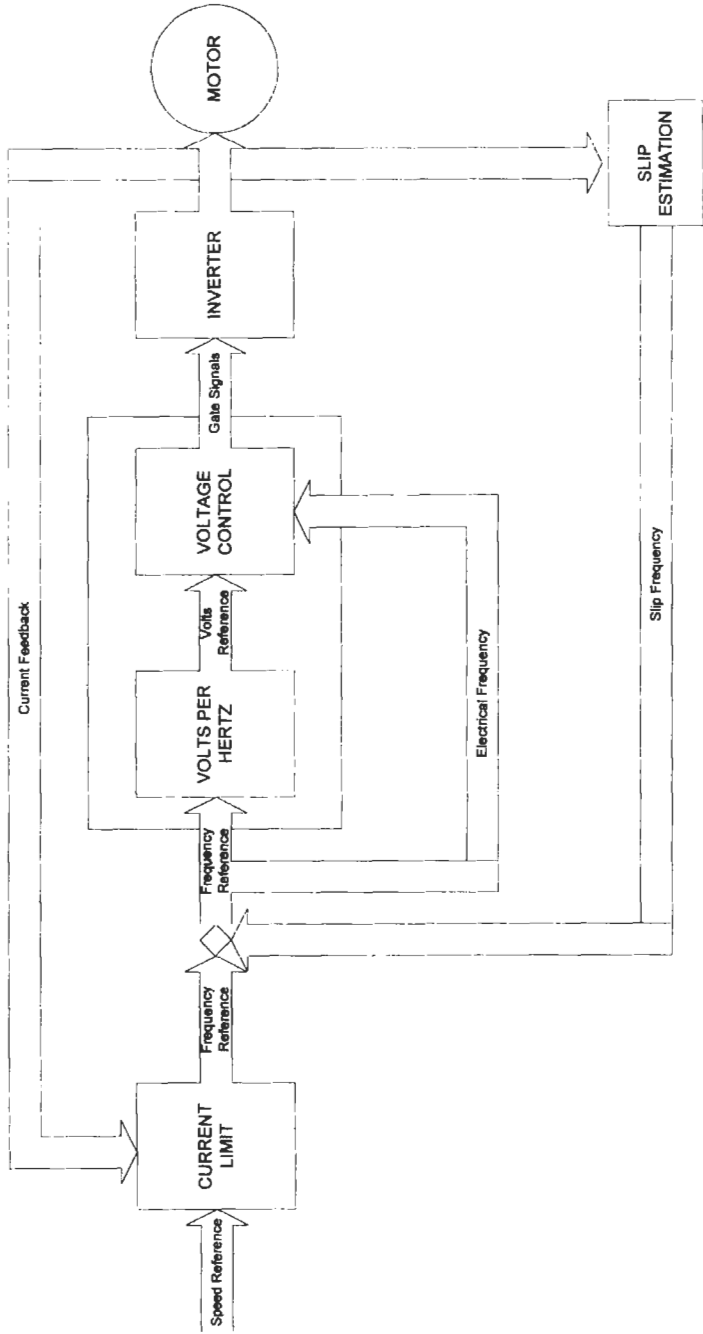 Current Feedback
Speed Reference
CURRENT
LIMIT
Frequency
Reference
Frequency
Reference
VOLTS PER
HERTZ
Volts
Reference
VOLTAGE
CONTROL
Gate Signals
INVERTER
MOTOR
Electrical Frequency
Slip Frequency
SLIP
ESTIMATION